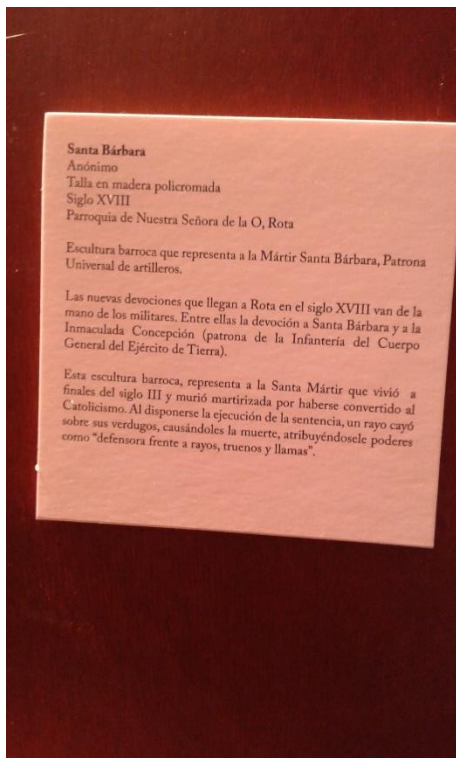 Santa Bárbara
Anónimo
Talla en madera policromada
Siglo XVIII
Parroquia de Nuestra Señora de la O, Rota
Escultura barroca que representa a la Mártir Santa Bárbara, Patrona
Universal de artilleros.
Las nuevas devociones que llegan a Rota en el siglo XVIII van de la
mano de los militares. Entre ellas la devoción a Santa Bárbara y a la
Inmaculada Concepción (patrona de la Infantería del Cuerpo
General del Ejército de Tierra).
Esta escultura barroca, representa a la Santa Mártir que vivió a
finales del siglo III y murió martirizada por haberse convertido al
Catolicismo. Al disponerse la ejecución de la sentencia, un rayo cayó
sobre sus verdugos, causándoles la muerte, atribuyéndosele poderes
como "defensora frente a rayos, truenos y llamas".